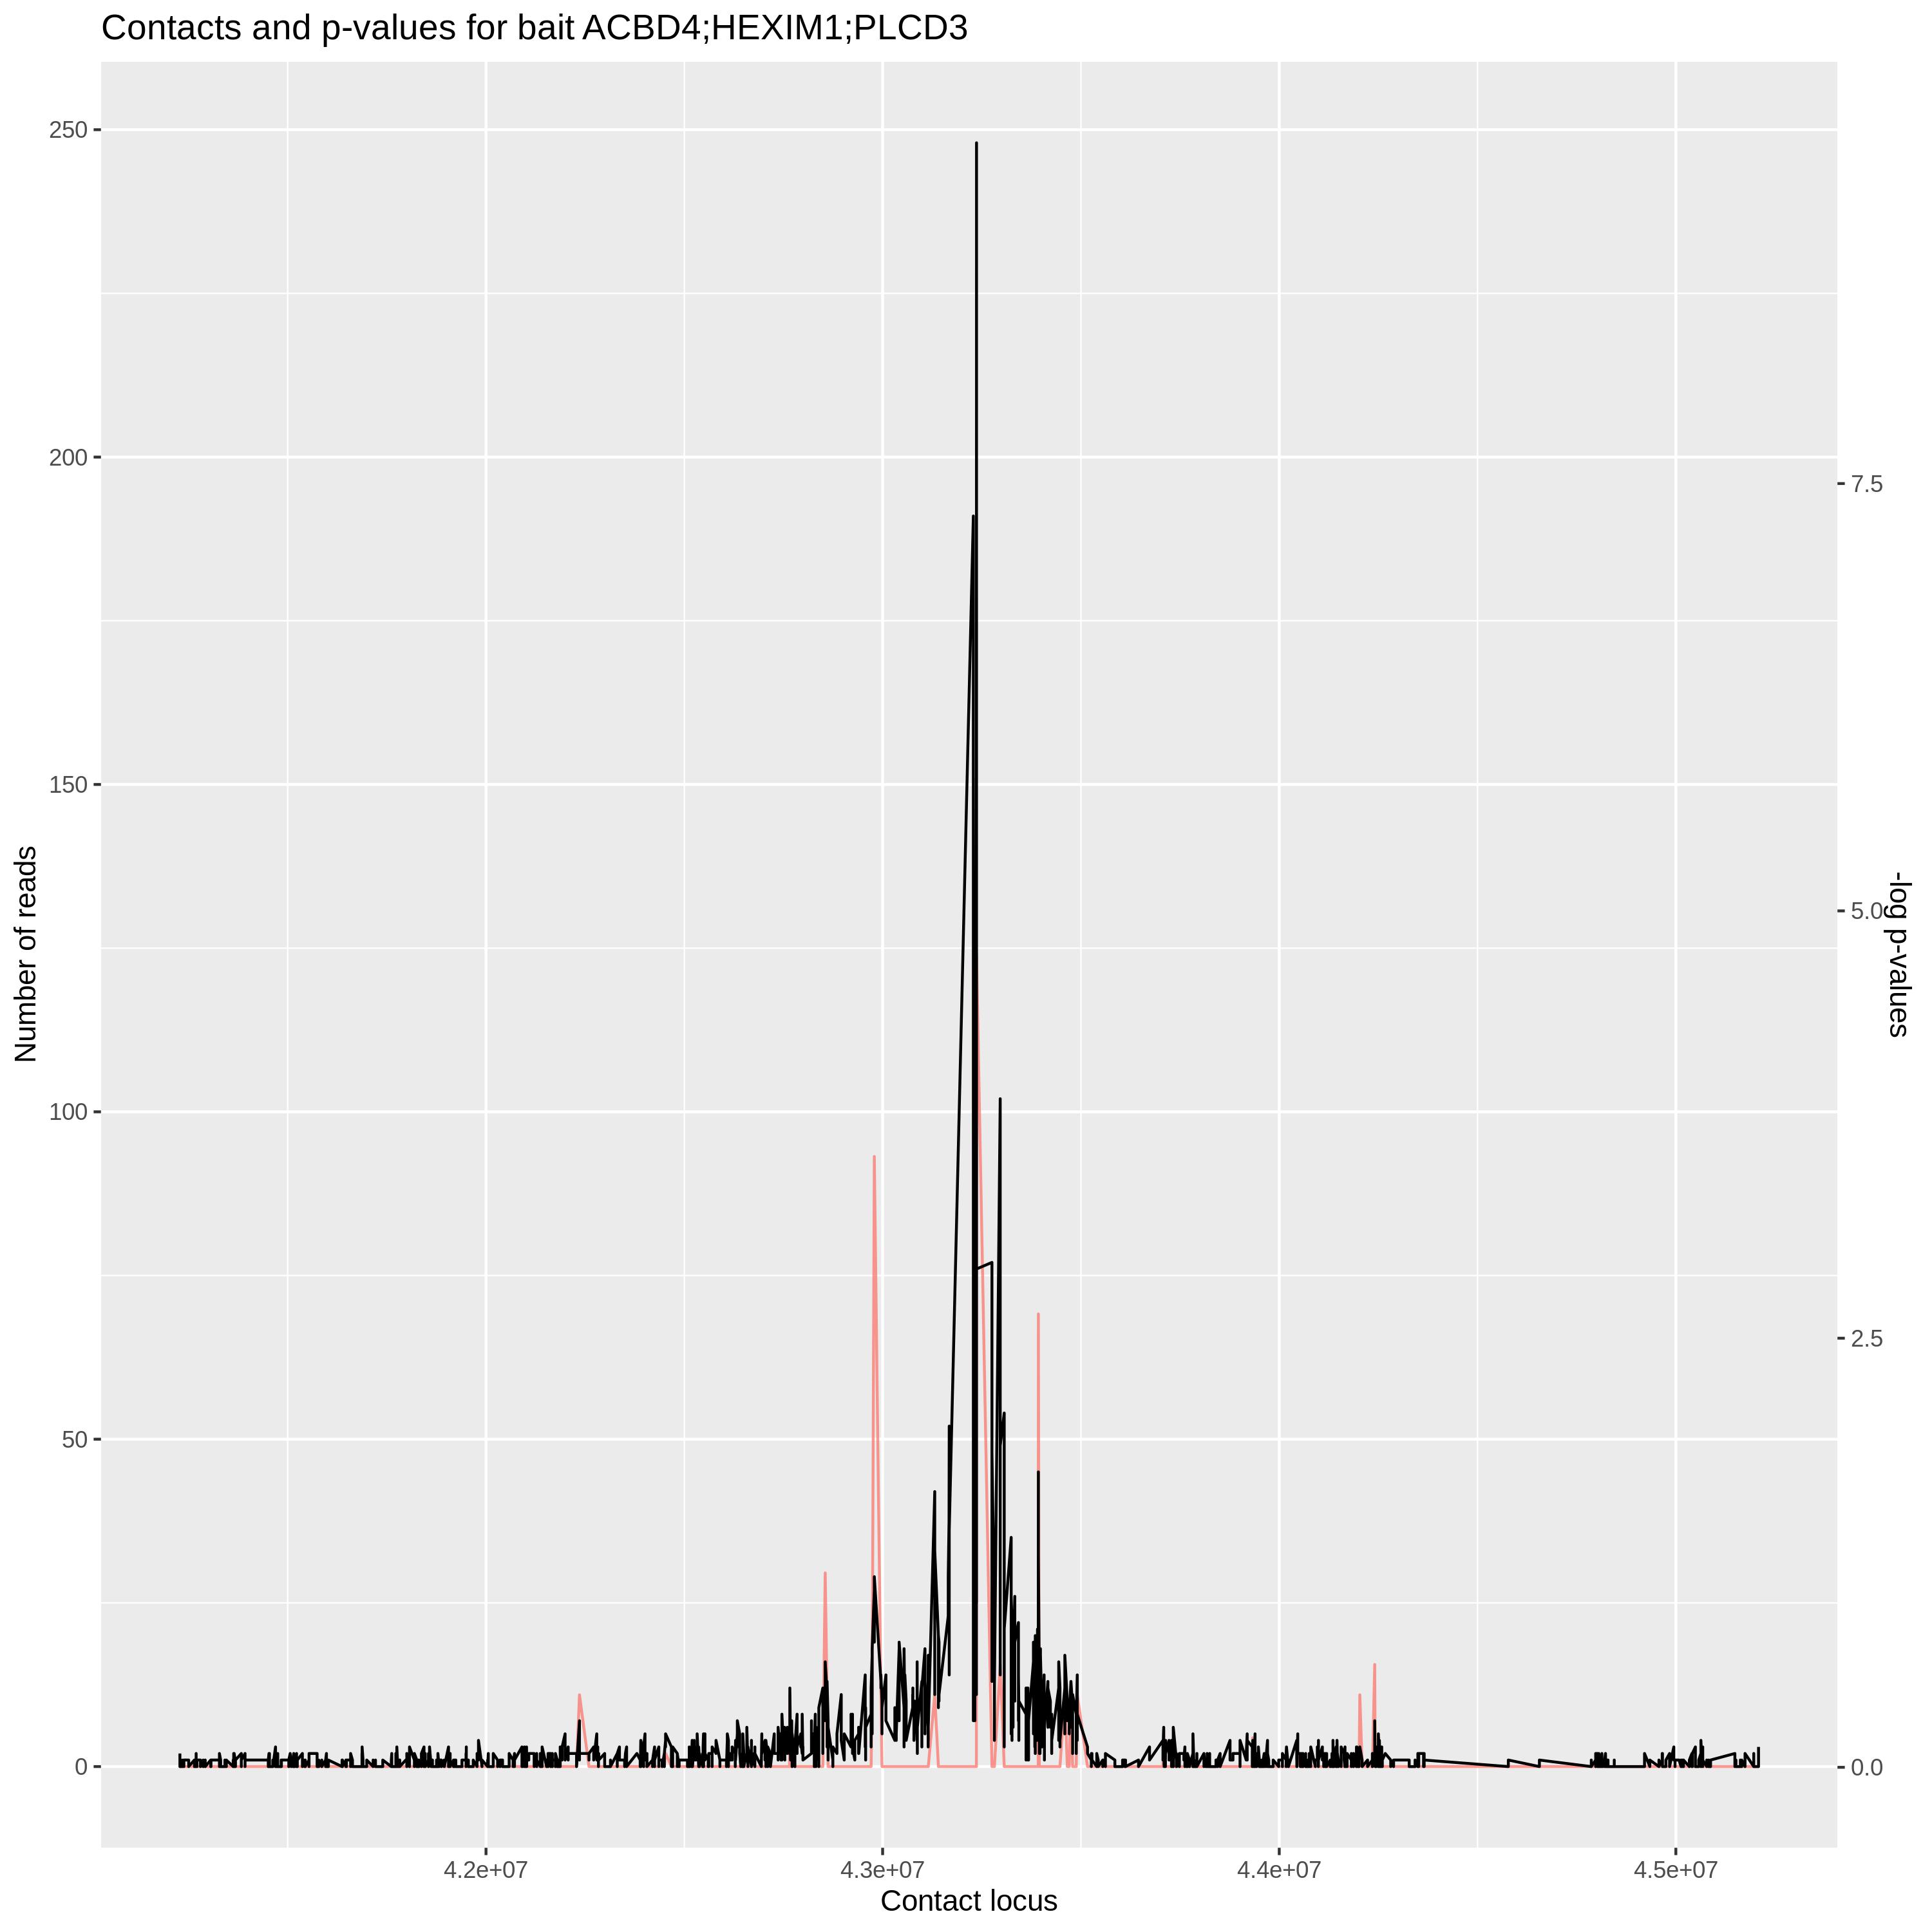 Contacts and p-values for bait ACBD4;HEXIM1;PLCD3
250
200
150
100
50
0
Number of reads
7.5
5.0
2.5
0.0
-log p-values
4.2e+07
4.3e+07
4.4e+07
4.5e+07
Contact locus